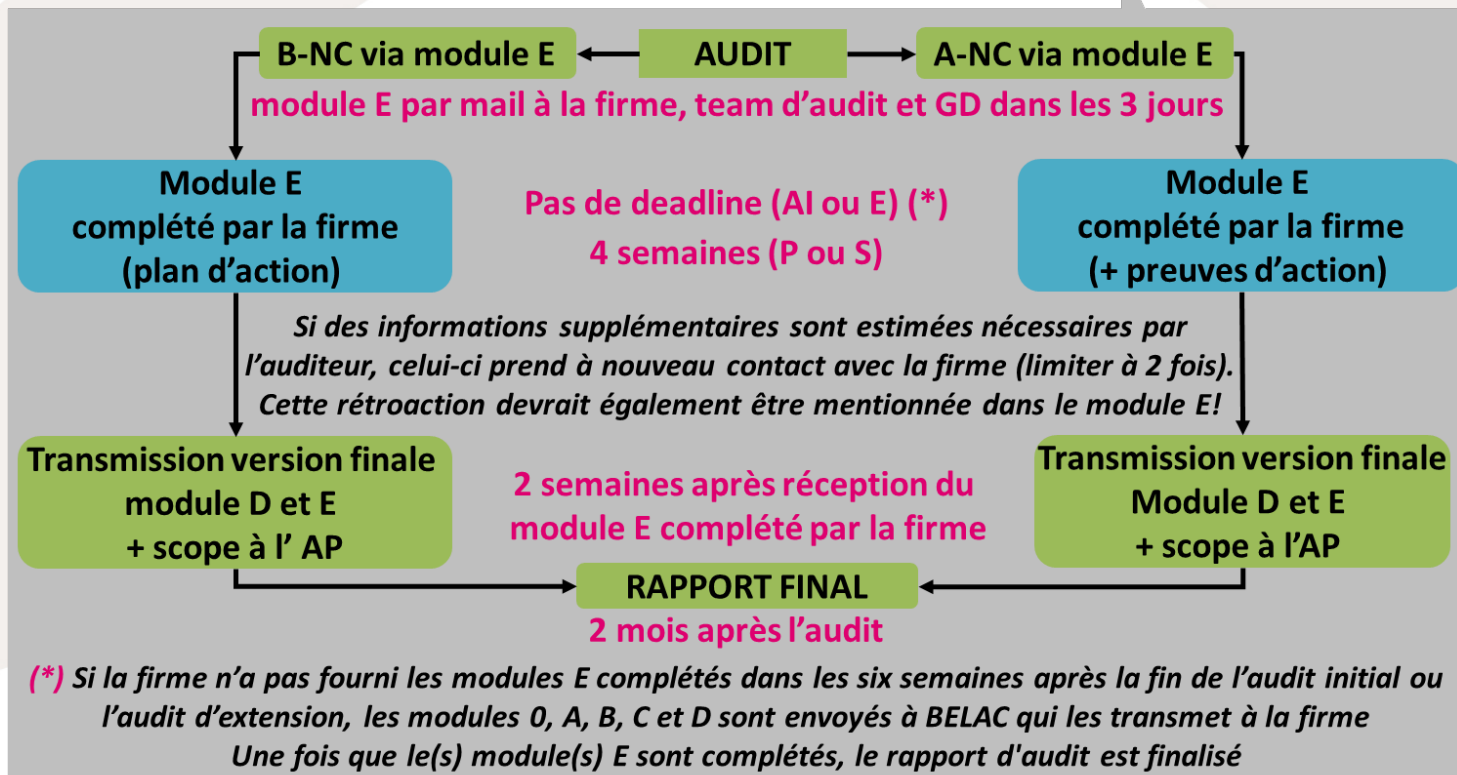 B-NC via module E
AUDIT
A-NC via module E
module E par mail à la firme, team d’audit et GD dans les 3 jours
Module E
complété par la firme
(plan d’action)
Pas de deadline (AI ou E) (*)
4 semaines (P ou S)
Module E
complété par la firme
(+ preuves d’action)
Si des informations supplémentaires sont estimées nécessaires par
l’auditeur, celui-ci prend à nouveau contact avec la firme (limiter à 2 fois).
Cette rétroaction devrait également être mentionnée dans le module E!
Transmission version finale
module D et E
+ scope à l’ AP
2 semaines après réception du
module E complété par la firme
Transmission version finale
Module D et E
+ scope à l’AP
RAPPORT FINAL
2 mois après l’audit
(*) Si la firme n’a pas fourni les modules E complétés dans les six semaines après la fin de l’audit initial ou
l’audit d’extension, les modules 0, A, B, C et D sont envoyés à BELAC qui les transmet à la firme
Une fois que le(s) module(s) E sont complétés, le rapport d'audit est finalisé